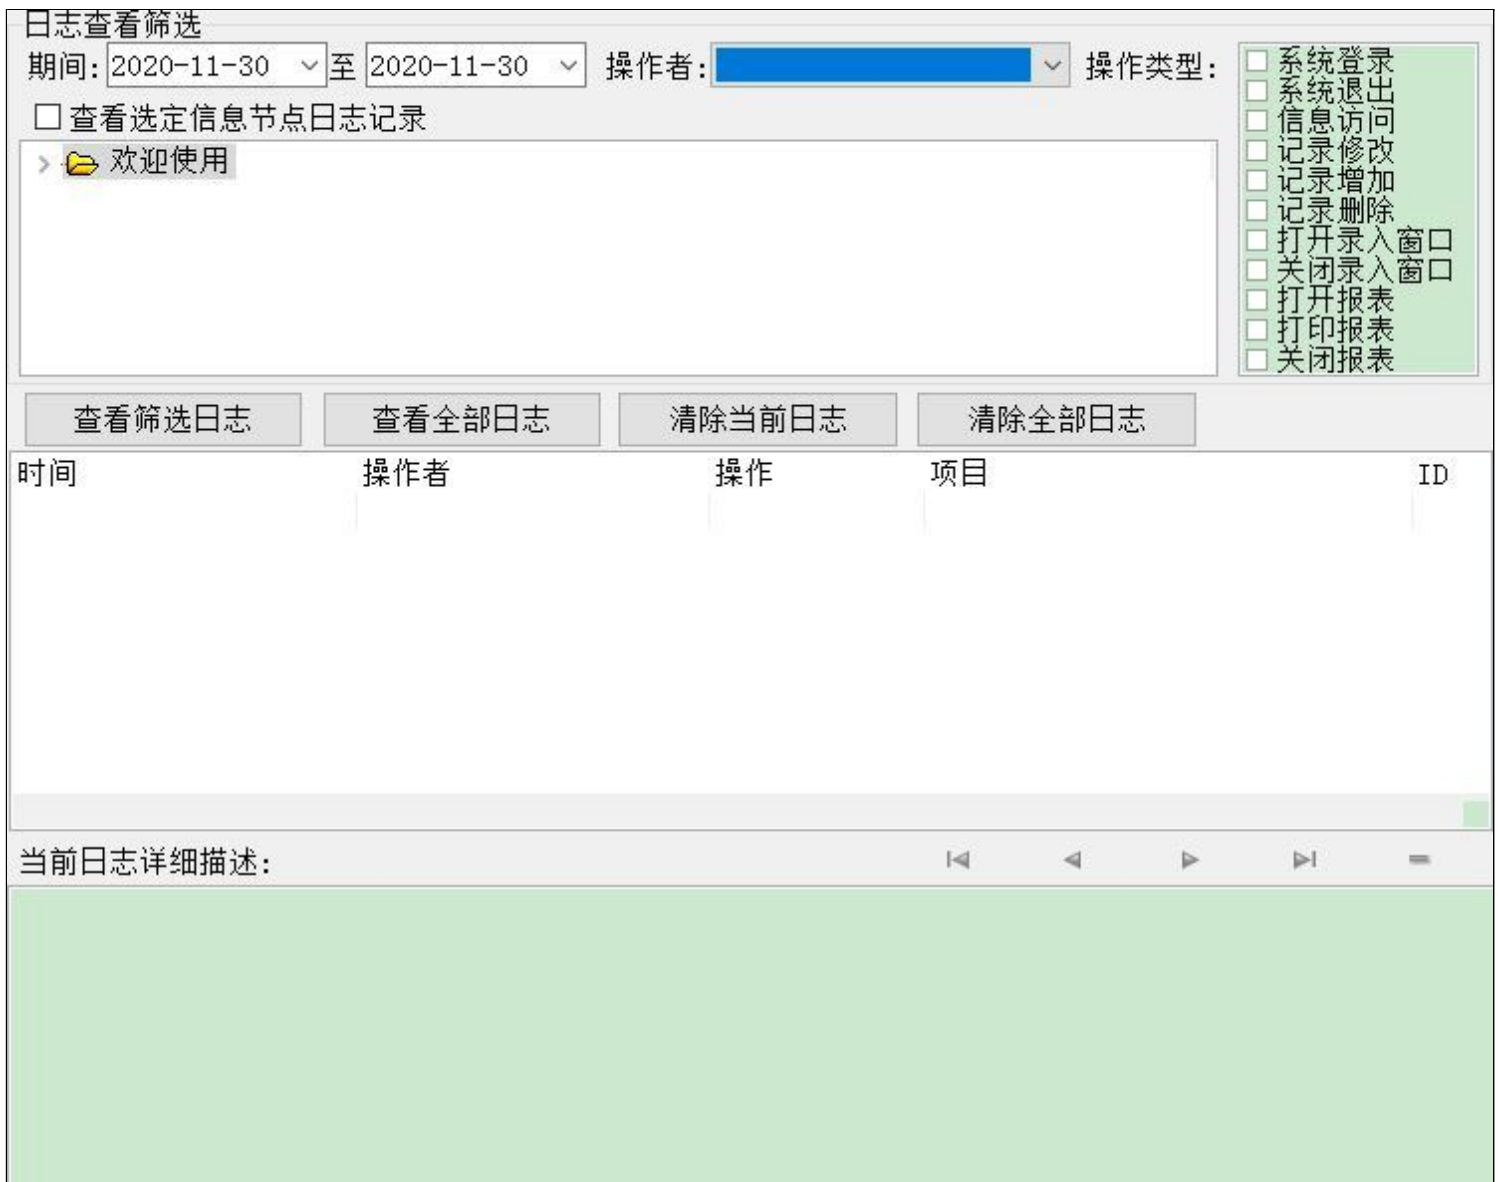 日志查看筛选
期间: 2020-11-30 至 2020-11-30 操作者: 操作类型:
系统登录
系统退出
信息访问
记录修改
记录增加
记录删除
打开录入窗口
关闭录入窗口
打开报表
打印报表
关闭报表
查看选定信息节点日志记录
欢迎使用
查看筛选日志 查看全部日志 清除当前日志 清除全部日志
时间 操作者 操作 项目 ID
当前日志详细描述: